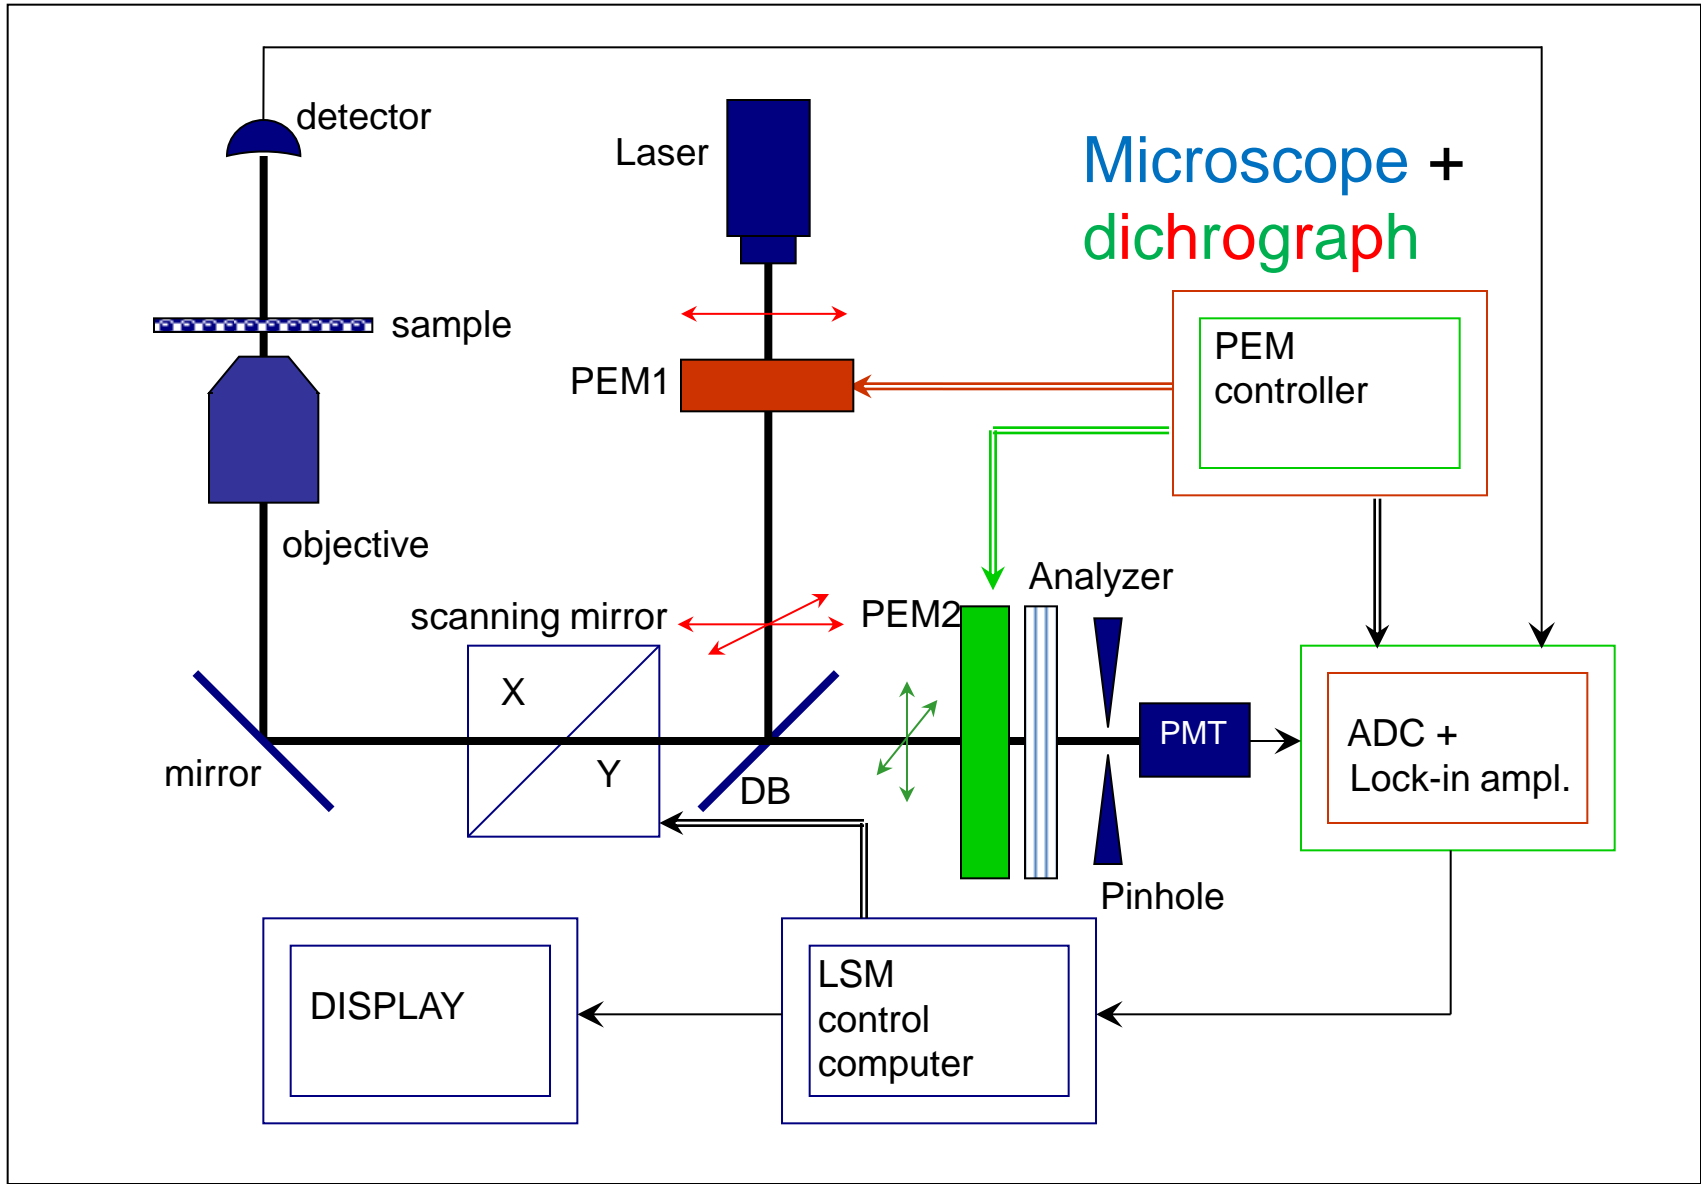 detector
Laser
Microscope +
dichrograph
sample
PEM1
PEM
controller
objective
Analyzer
scanning mirror
PEM2
X
Y
mirror
DB
PMT
ADC +
Lock-in ampl.
Pinhole
DISPLAY
LSM
control
computer